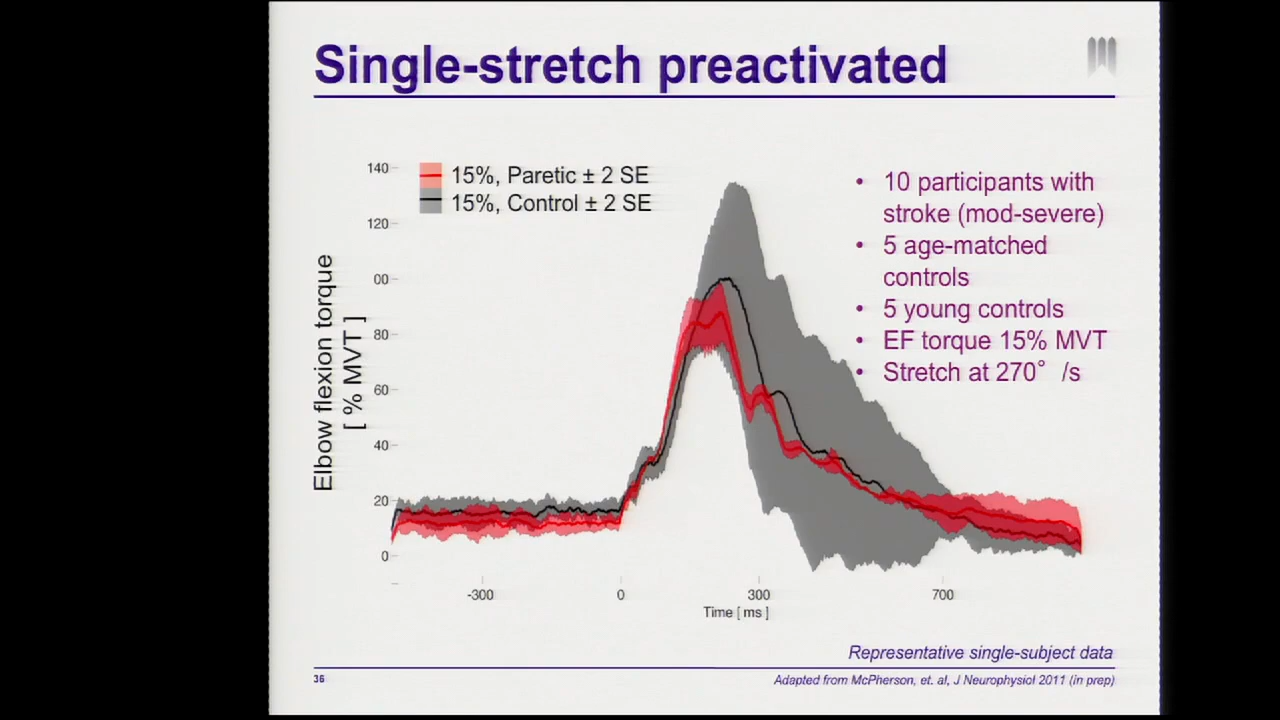 Single-stretch preactivated
140
15%, Paretic ± 2 SE
15%, Control ± 2 SE
120
00
80
60
40
20
0
Elbow flexion torque
[ % MVT ]
-300
0
300
700
Time [ ms ]
• 10 participants with
stroke (mod-severe)
• 5 age-matched
controls
• 5 young controls
• EF torque 15% MVT
• Stretch at 270° /s
Representative single-subject data
36
Adapted from McPherson, et. al, J Neurophysiol 2011 (in prep)